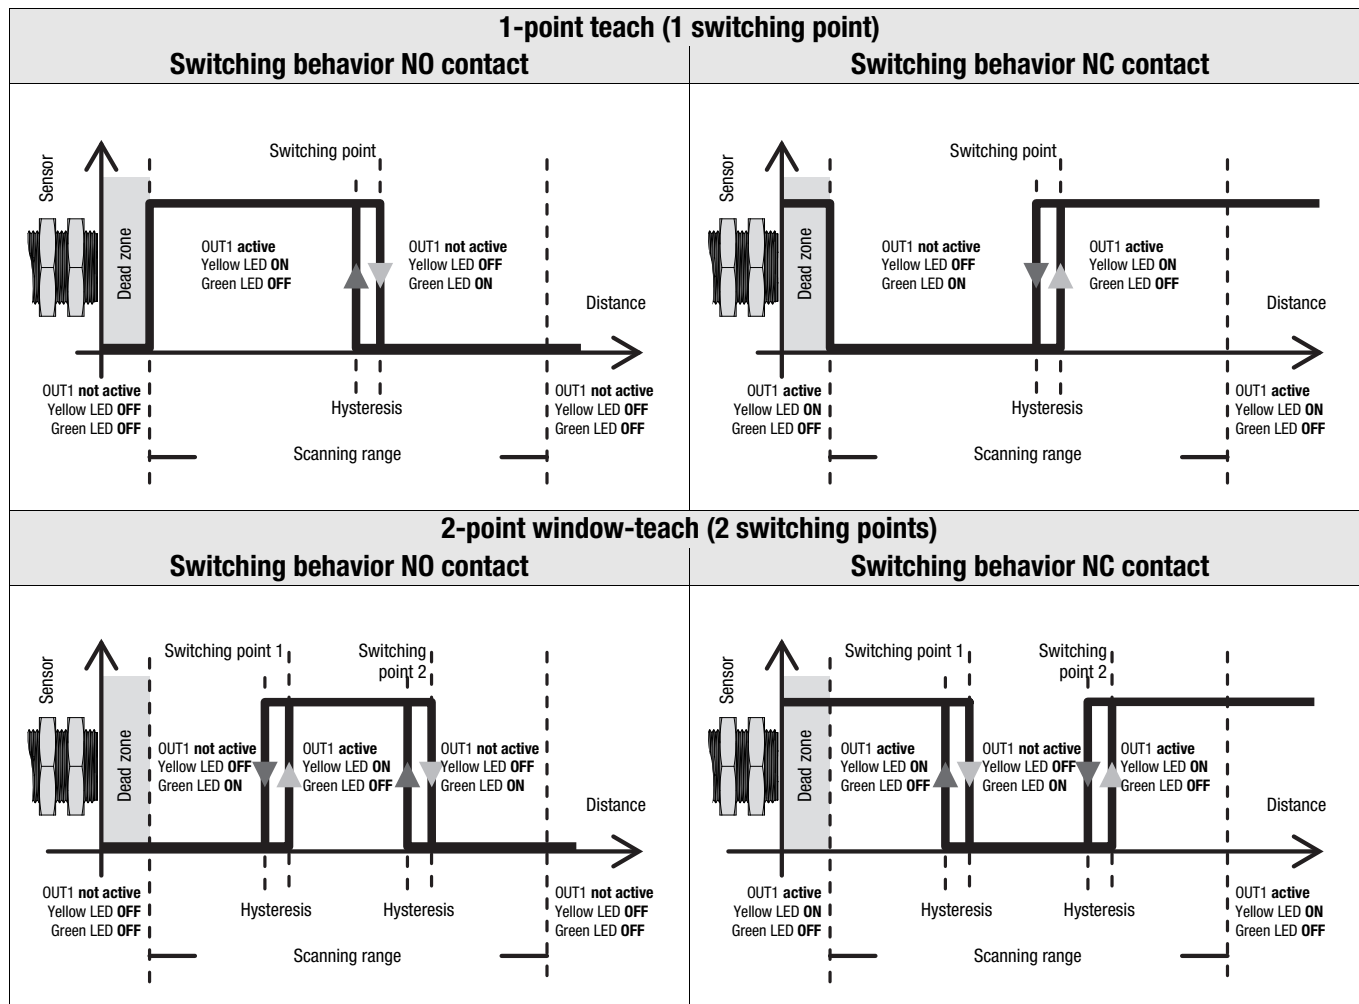 1-point teach (1 switching point)
Switching behavior NO contact
Switching behavior NC contact
Sensor
Switching point
Dead zone
OUT1 active
Yellow LED ON
Green LED OFF
OUT1 not active
Yellow LED OFF
Green LED ON
Distance
OUT1 not active
Yellow LED OFF
Green LED OFF
Hysteresis
OUT1 not active
Yellow LED OFF
Green LED OFF
Scanning range
Sensor
Switching point
Dead zone
OUT1 not active
Yellow LED OFF
Green LED ON
OUT1 active
Yellow LED ON
Green LED OFF
Distance
OUT1 active
Yellow LED ON
Green LED OFF
Hysteresis
OUT1 active
Yellow LED ON
Green LED OFF
Scanning range
2-point window-teach (2 switching points)
Switching behavior NO contact
Switching behavior NC contact
Sensor
Switching point 1
Switching
point 2
Dead zone
OUT1 not active
Yellow LED OFF
Green LED ON
OUT1 active
Yellow LED ON
Green LED OFF
OUT1 not active
Yellow LED OFF
Green LED ON
Distance
OUT1 not active
Yellow LED OFF
Green LED OFF
Hysteresis
Hysteresis
OUT1 not active
Yellow LED OFF
Green LED OFF
Scanning range
Sensor
Switching point 1
Switching
point 2
Dead zone
OUT1 active
Yellow LED ON
Green LED OFF
OUT1 not active
Yellow LED OFF
Green LED ON
OUT1 active
Yellow LED ON
Green LED OFF
Distance
OUT1 active
Yellow LED ON
Green LED OFF
Hysteresis
Hysteresis
OUT1 active
Yellow LED ON
Green LED OFF
Scanning range